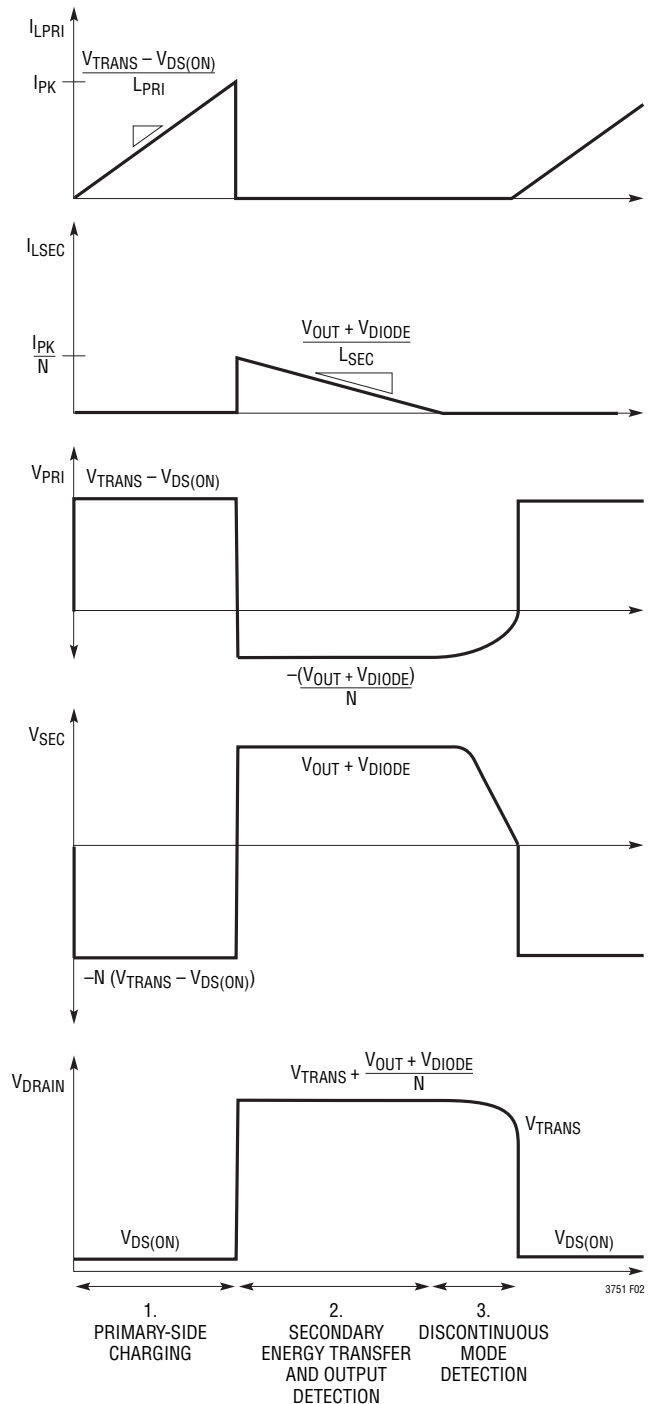 ILPRI
VTRANS – VDS(ON)
LPRI
IPK
ILSEC
IPK
N
VOUT + VDIODE
LSEC
VPRI
VTRANS – VDS(ON)
–(VOUT + VDIODE)
N
VSEC
VOUT + VDIODE
–N (VTRANS – VDS(ON))
VDRAIN
VTRANS + VOUT + VDIODE
N
VTRANS
VDS(ON)
VDS(ON)
3751 F02
1.
PRIMARY-SIDE
CHARGING
2.
SECONDARY
ENERGY TRANSFER
AND OUTPUT
DETECTION
3.
DISCONTINUOUS
MODE
DETECTION